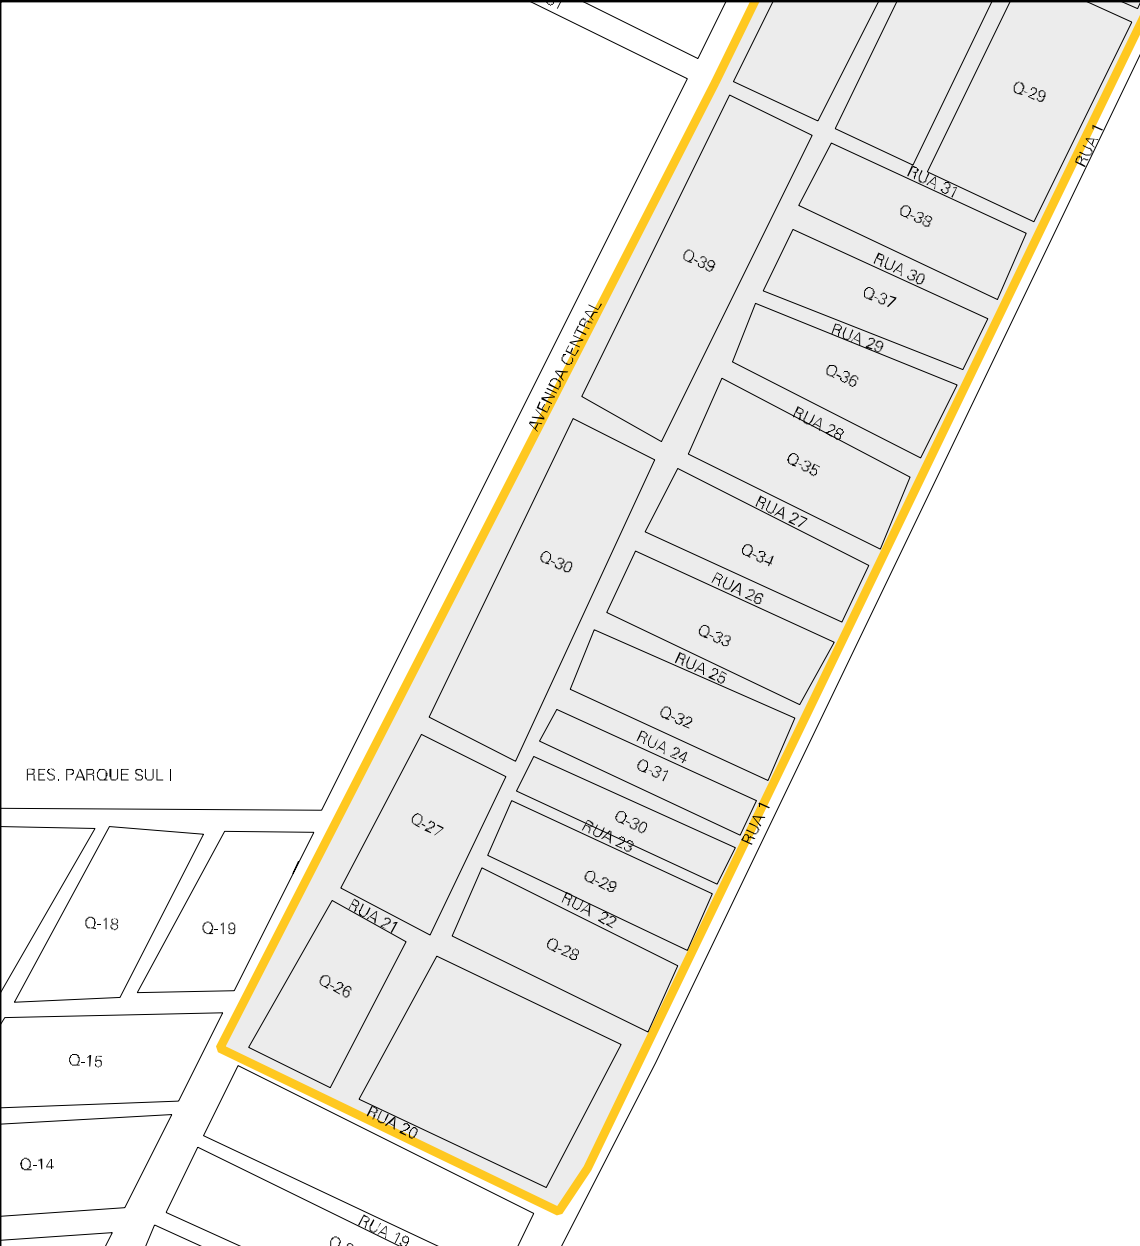 Q-29
RUA 1
RUA 31
Q-38
Q-39
RUA 30
Q-37
RUA 29
AVENIDA CENTRAL
Q-36
RUA 28
Q-35
RUA 27
Q-34
Q-30
RUA 26
Q-33
RUA 25
Q-32
RUA 24
Q-31
RES. PARQUE SUL I
RUA 1
Q-30
Q-27
RUA 23
Q-29
RUA 22
RUA 21
Q-18
Q-19
Q-28
Q-26
Q-15
RUA 20
Q-14
RUA 19